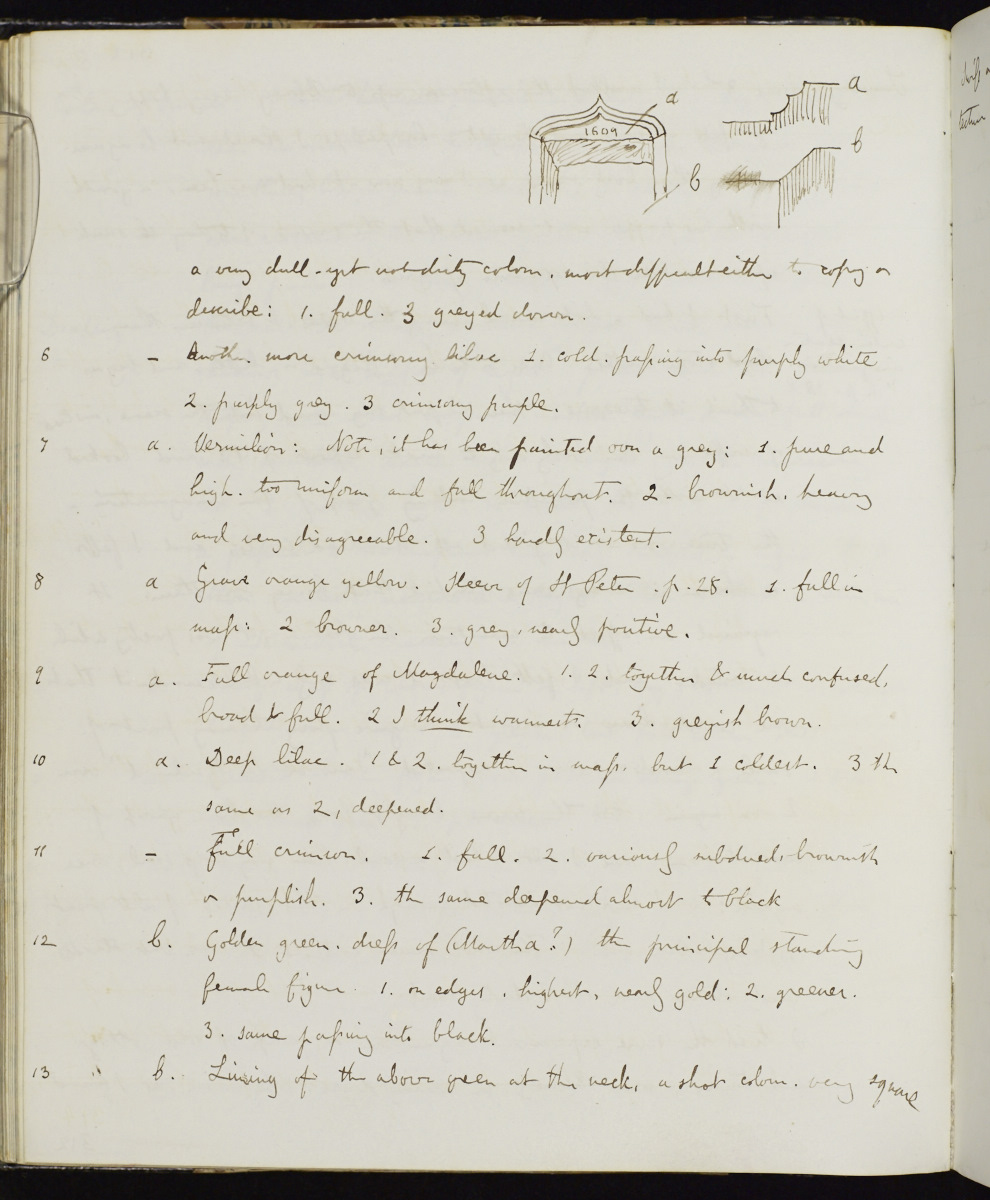 a
1609
a
b
b
a very dull - yet not dirty colour. most difficult either to copy or
describe: 1. full. 3 greyed down.
6 – Another. more crimsony lilac 1. cold. paſsing into purply white
2. purply grey. 3 crimsony purple.
7 a. Vermilion: Note, it has been painted over a grey: 1. pure and
high. too uniform and full throughout. 2. brownish, heavy
and very disagreeable. 3 hardly existent.
8 a Grave orange yellow. Sleeve of St Peter. p. 28. 1. full in
maſs: 2 browner. 3. grey, nearly positive.
9 a. Full orange of Magdalene. 1. 2. together & much confused,
broad & full. 2 I think warmest. 3. greyish brown.
10 a. Deep lilac. 1 & 2. together in maſs. but 1 coldest. 3 the
same as 2, deepened.
11 – Full crimson. 1. full. 2. variously subdued brownish
or purplish. 3. the same deepened almost to black
12 b. Golden green. dreſs of (Martha?) the principal standing
female figure. 1. on edges, highest, nearly gold: 2. greener.
3. same paſsing into black.
13 b. Lining of the above green at the neck, a shot colour. very square